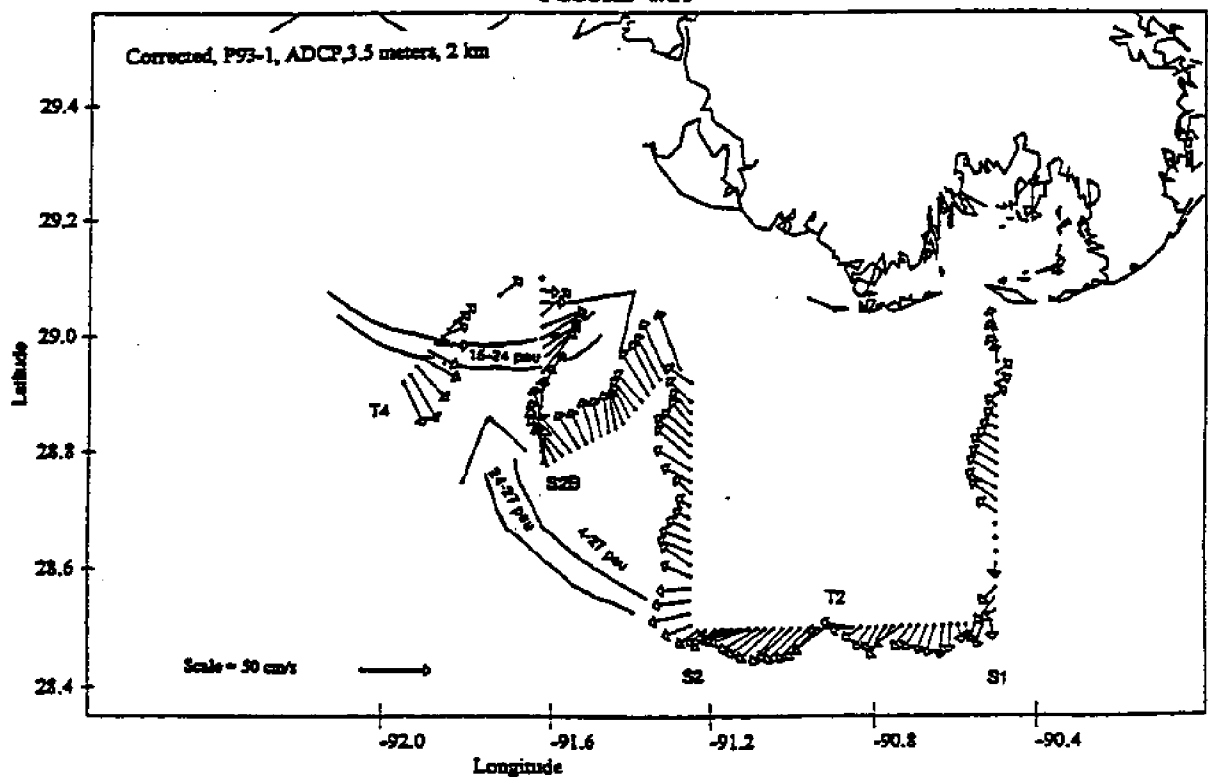 Corrected, P93-1, ADCP,3.5 meters, 2 km
29.4
29.2
29.0
28.8
28.6
28.4
Latitude
16-24 psu
T4
S2B
24-27 psu
4-27 psu
T2
Scale = 50 cm/s
S2
S1
-92.0
-91.6
-91.2
-90.8
-90.4
Longitude